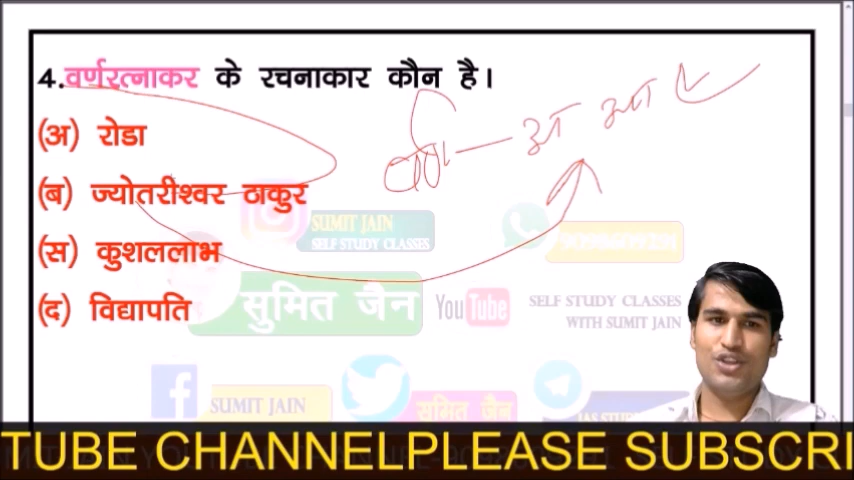 4.वर्णरत्नाकर के रचनाकार कौन है।
(अ) रोडा
(ब) ज्योतरीश्वर ठाकुर
(स) कुशललाभ
(द) विद्यापति
SUMIT JAIN
SELF STUDY CLASSES
सुमित जैन
YouTube
SELF STUDY CLASSES
WITH SUMIT JAIN
SUMIT JAIN
सुमित जैन
TUBE CHANNELPLEASE SUBSCRI